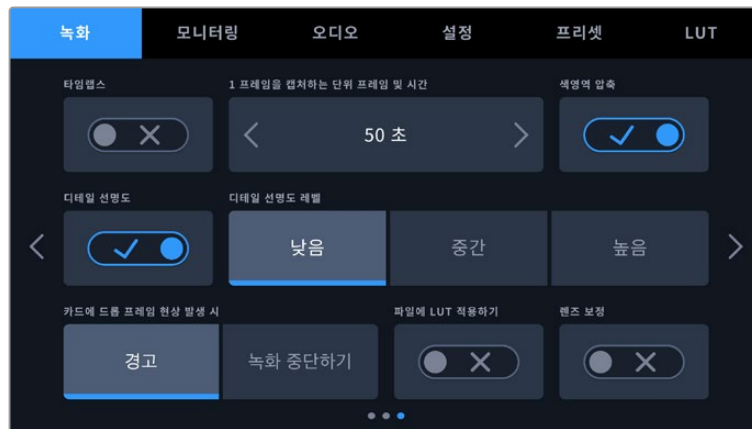 녹화 모니터링 오디오 설정 프리셋 LUT
타임랩스 1 프레임을 캡처하는 단위 프레임 및 시간 색영역 압축
50 초
디테일 선명도 디테일 선명도 레벨
낮음 중간 높음
카드에 드롭 프레임 현상 발생 시 파일에 LUT 적용하기 렌즈 보정
경고 녹화 중단하기